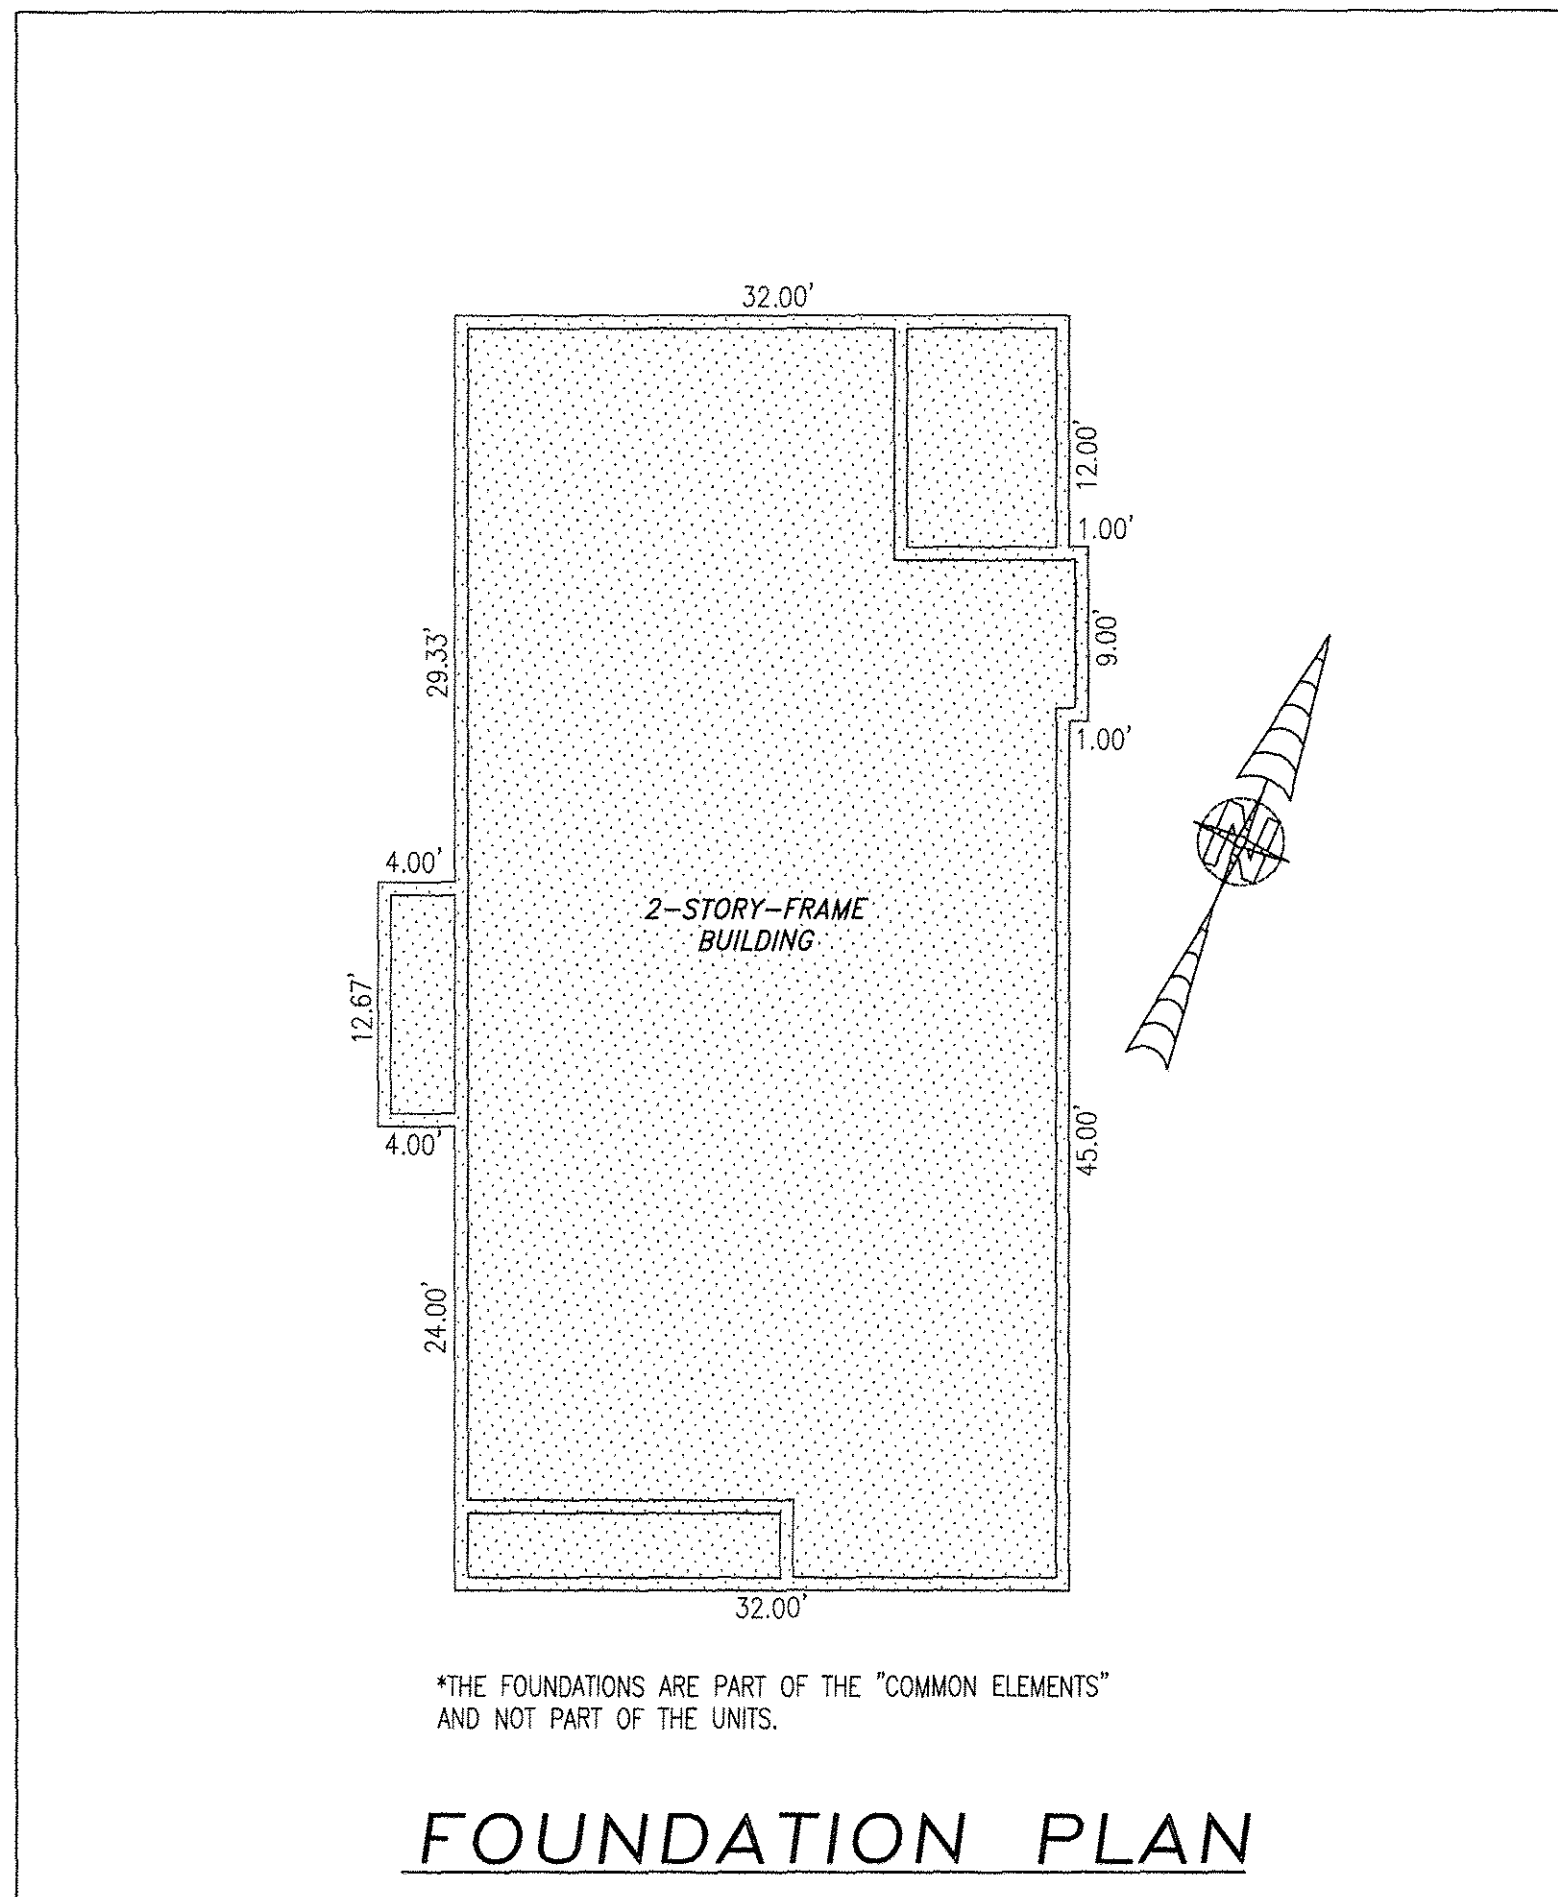 32.00'
12.00'
1.00'
29.33'
9.00'
1.00'
4.00'
2-STORY-FRAME
BUILDING
12.67'
4.00'
45.00'
24.00'
32.00'
*THE FOUNDATIONS ARE PART OF THE "COMMON ELEMENTS"
AND NOT PART OF THE UNITS.
FOUNDATION PLAN